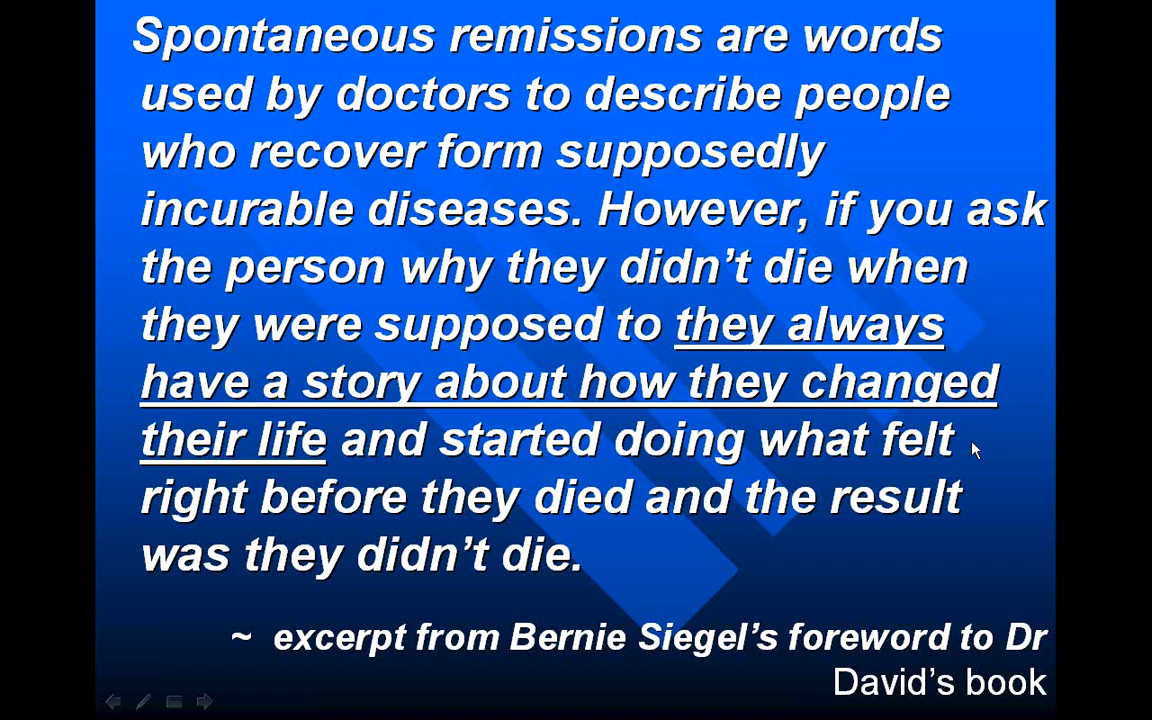 Spontaneous remissions are words
used by doctors to describe people
who recover form supposedly
incurable diseases. However, if you ask
the person why they didn’t die when
they were supposed to they always
have a story about how they changed
their life and started doing what felt
right before they died and the result
was they didn’t die.
~ excerpt from Bernie Siegel’s foreword to Dr
David’s book